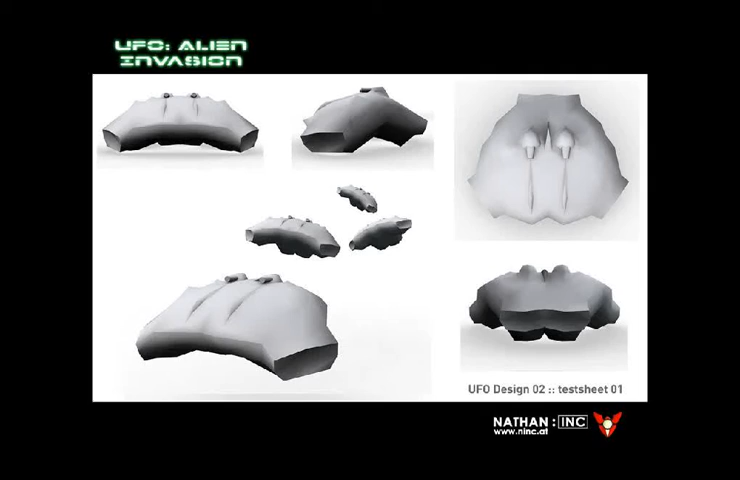 UFO: ALIEN
INVASION
UFO Design 02 :: testsheet 01
NATHAN : INC
www.ninc.at